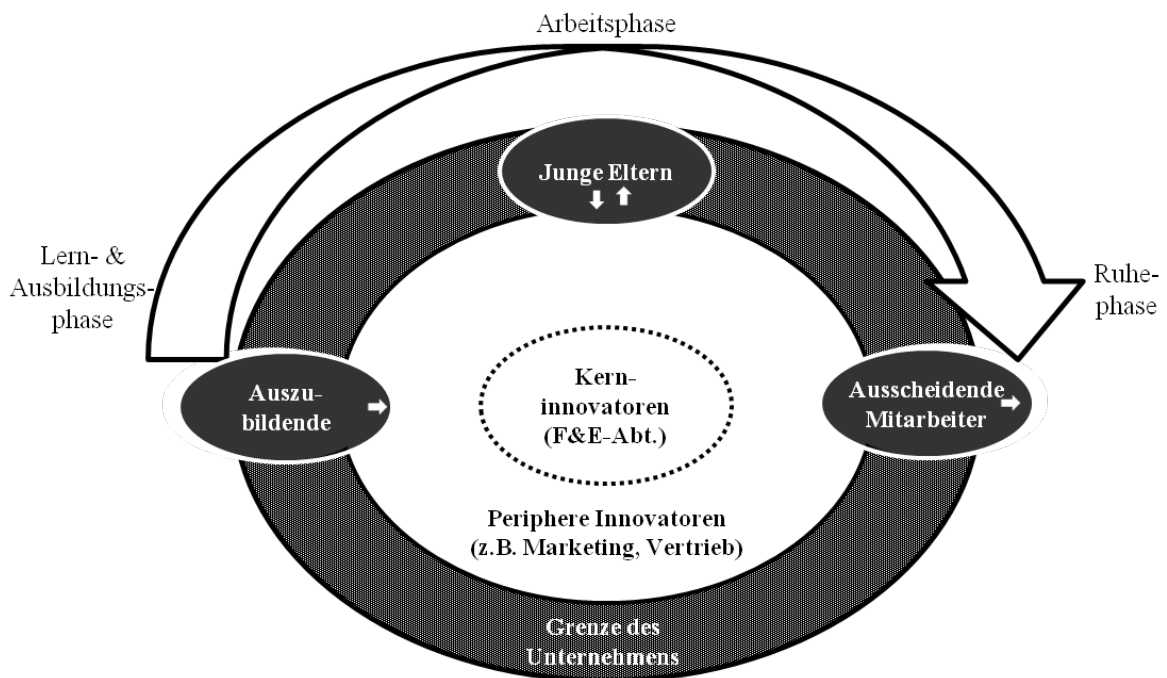 Arbeitsphase
Junge Eltern
Lern- &
Ausbildungs-
phase
Ruhe-
phase
Auszu-
bildende
Kern-
innovatoren
(F&E-Abt.)
Ausscheidende
Mitarbeiter
Periphere Innovatoren
(z.B. Marketing, Vertrieb)
Grenze des
Unternehmens